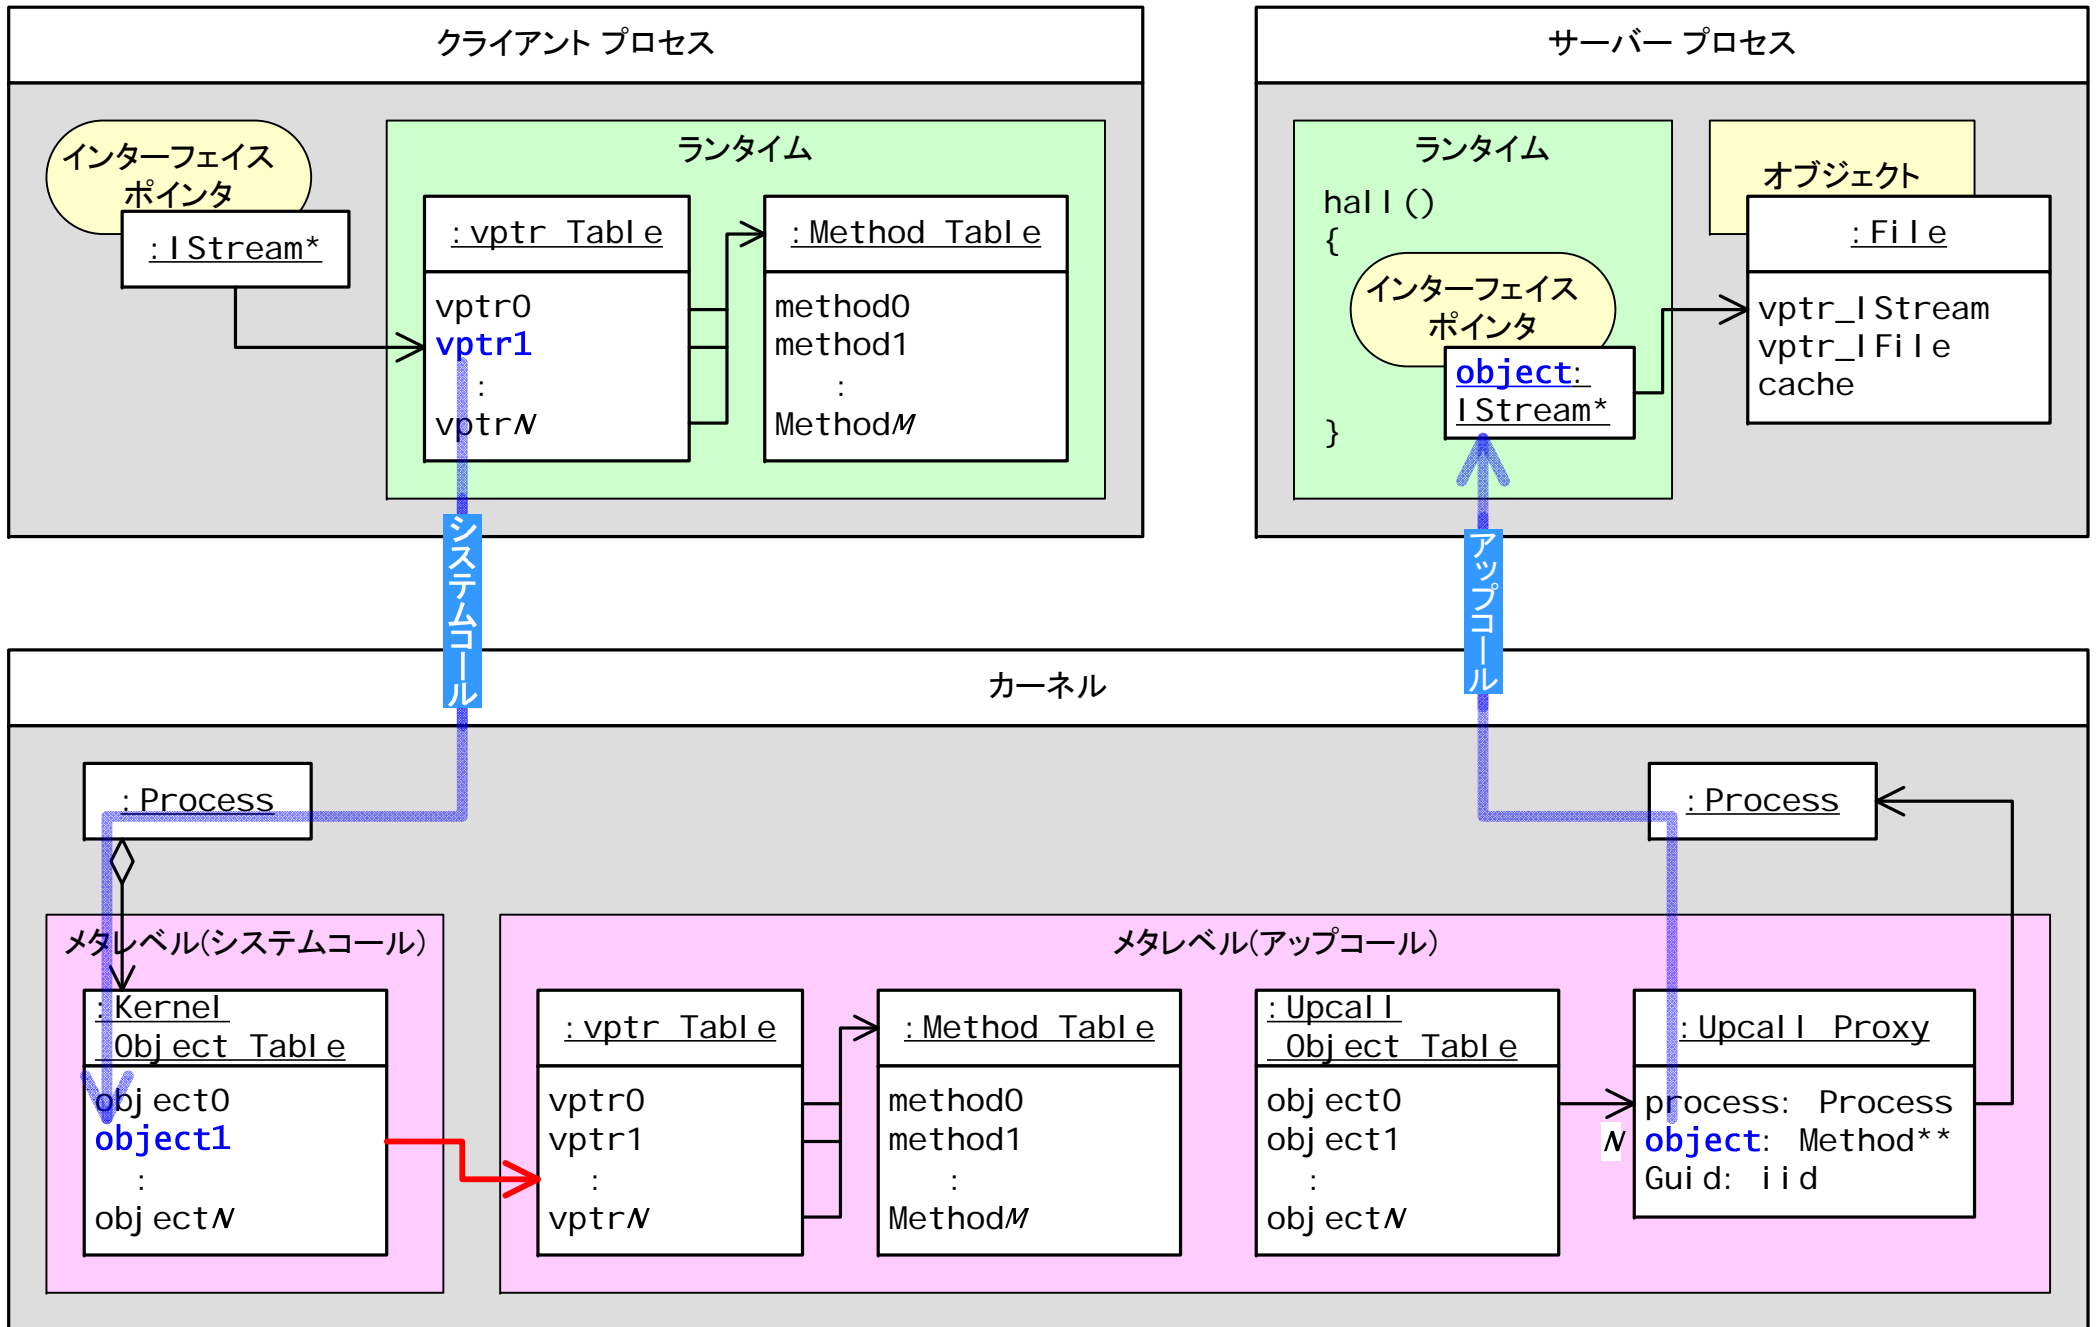 クライアント プロセス
インターフェイス
ポインタ
:IStream*
ランタイム
:vptr Table
vptr0
vptr1
:
vptrN
:Method Table
method0
method1
:
MethodM
サーバー プロセス
ランタイム
hall()
{
インターフェイス
ポインタ
object:
IStream*
}
オブジェクト
:File
vptr_IStream
vptr_IFile
cache
システムコール
アップコール
カーネル
:Process
:Process
メタレベル(システムコール)
:Kernel
Object Table
object0
object1
:
objectN
メタレベル(アップコール)
:vptr Table
vptr0
vptr1
:
vptrN
:Method Table
method0
method1
:
MethodM
:Upcall
Object Table
object0
object1
:
objectN
N
:Upcall Proxy
process: Process
object: Method**
Guid: iid